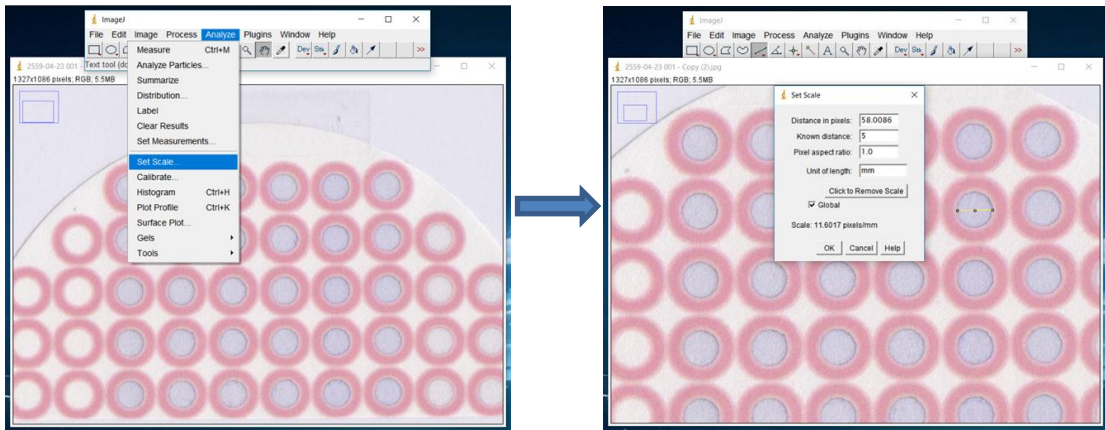 ImageJ
File Edit Image Process Analyze Plugins Window Help
Dev Stk >>
Text tool (do
2559-04-23 001 -
1327x1086 pixels; RGB; 5.5MB
Measure Ctrl+M
Analyze Particles...
Summarize
Distribution...
Label
Clear Results
Set Measurements...
Set Scale...
Calibrate...
Histogram Ctrl+H
Plot Profile Ctrl+K
Surface Plot...
Gels
Tools
ImageJ
File Edit Image Process Analyze Plugins Window Help
A Dev Stk >>
2559-04-23 001 - Copy (2).jpg
1327x1086 pixels; RGB; 5.5MB
Set Scale
Distance in pixels: 58.0086
Known distance: 5
Pixel aspect ratio: 1.0
Unit of length: mm
Click to Remove Scale
Global
Scale: 11.6017 pixels/mm
OK Cancel Help